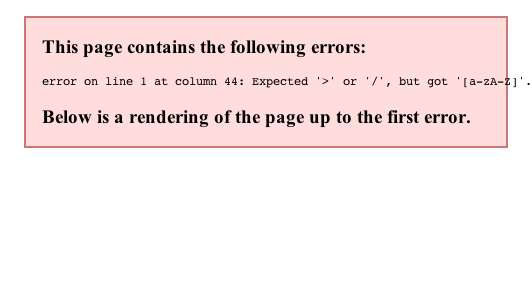 This page contains the following errors:
error on line 1 at column 44: Expected '>' or '/', but got '[a-zA-Z]'.
Below is a rendering of the page up to the first error.